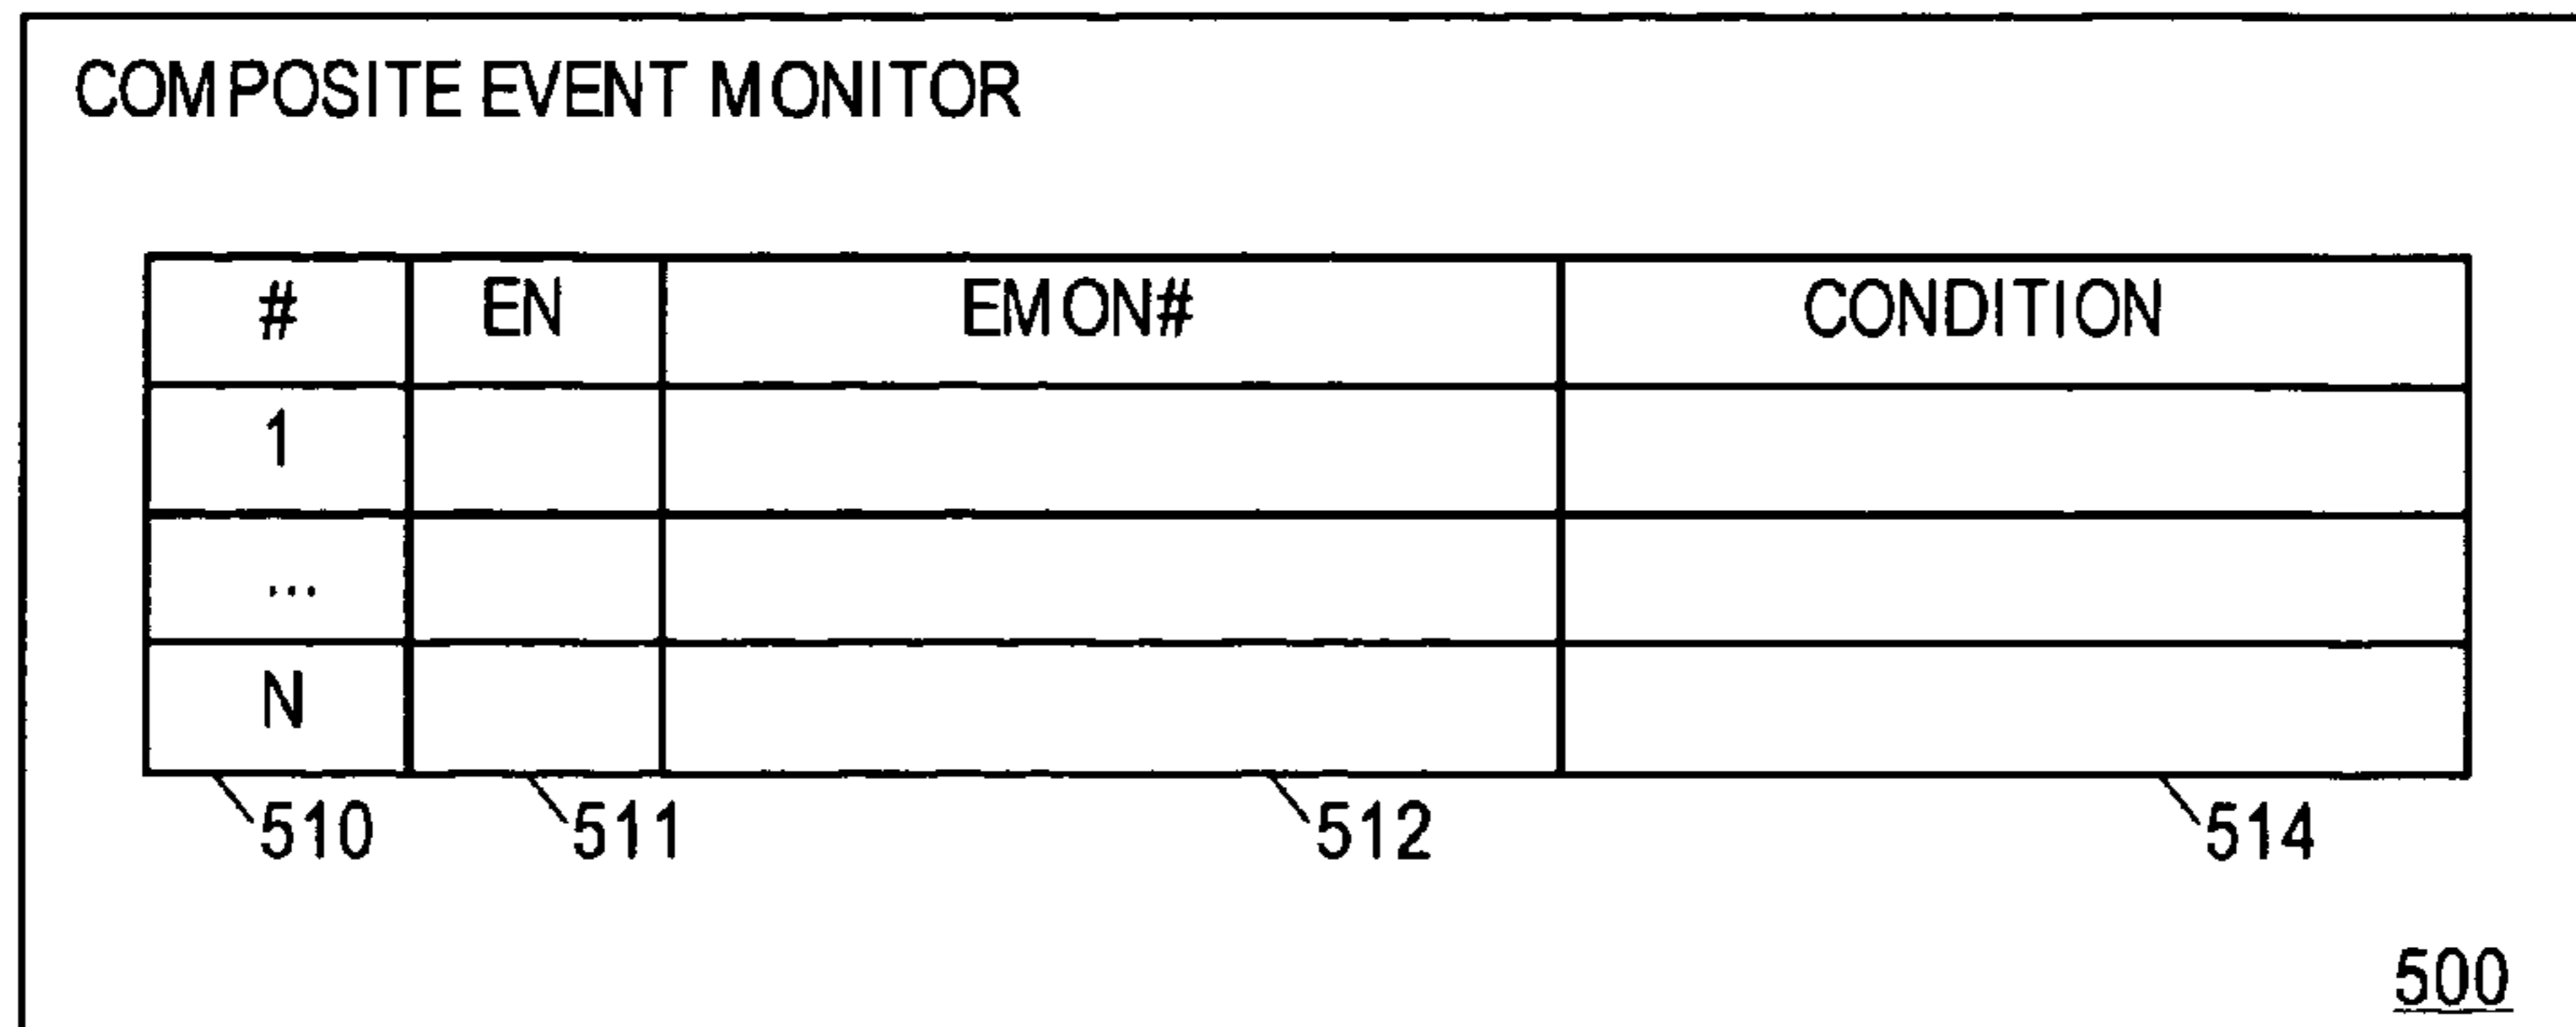 COMPOSITE EVENT MONITOR
# EN EMON# CONDITION
1
...
N
510 511 512 514
500